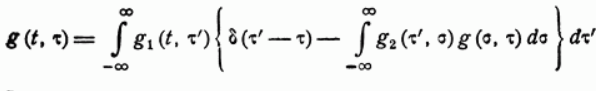 g (t, τ) = ∫_{-∞}^{∞} g₁ (t, τ′) { δ (τ′ — τ) — ∫_{-∞}^{∞} g₂ (τ′, σ) g (σ, τ) dσ } dτ′